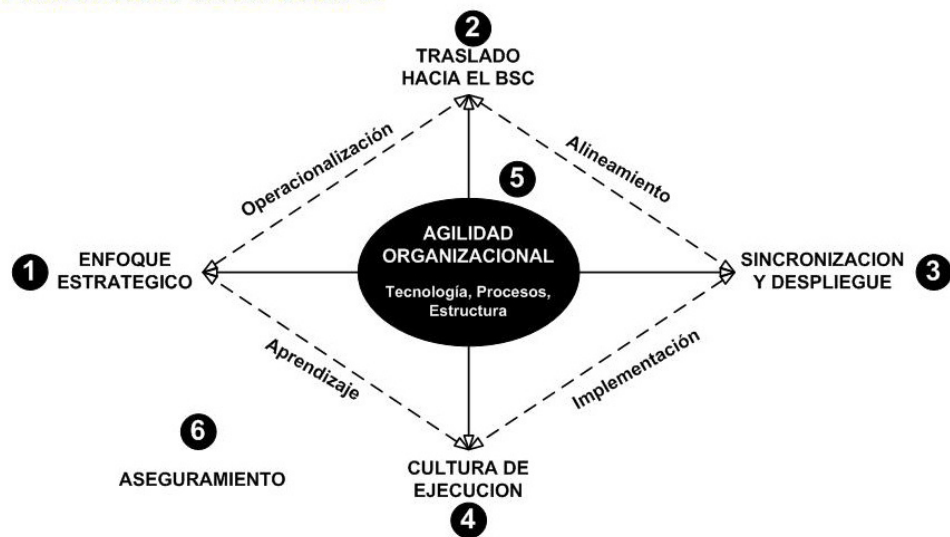 2
TRASLADO
HACIA EL BSC
Operacionalización
Alineamiento
5
1
ENFOQUE
ESTRATEGICO
AGILIDAD
ORGANIZACIONAL
Tecnología, Procesos,
Estructura
SINCRONIZACION
Y DESPLIEGUE
3
Aprendizaje
Implementación
6
ASEGURAMIENTO
CULTURA DE
EJECUCION
4